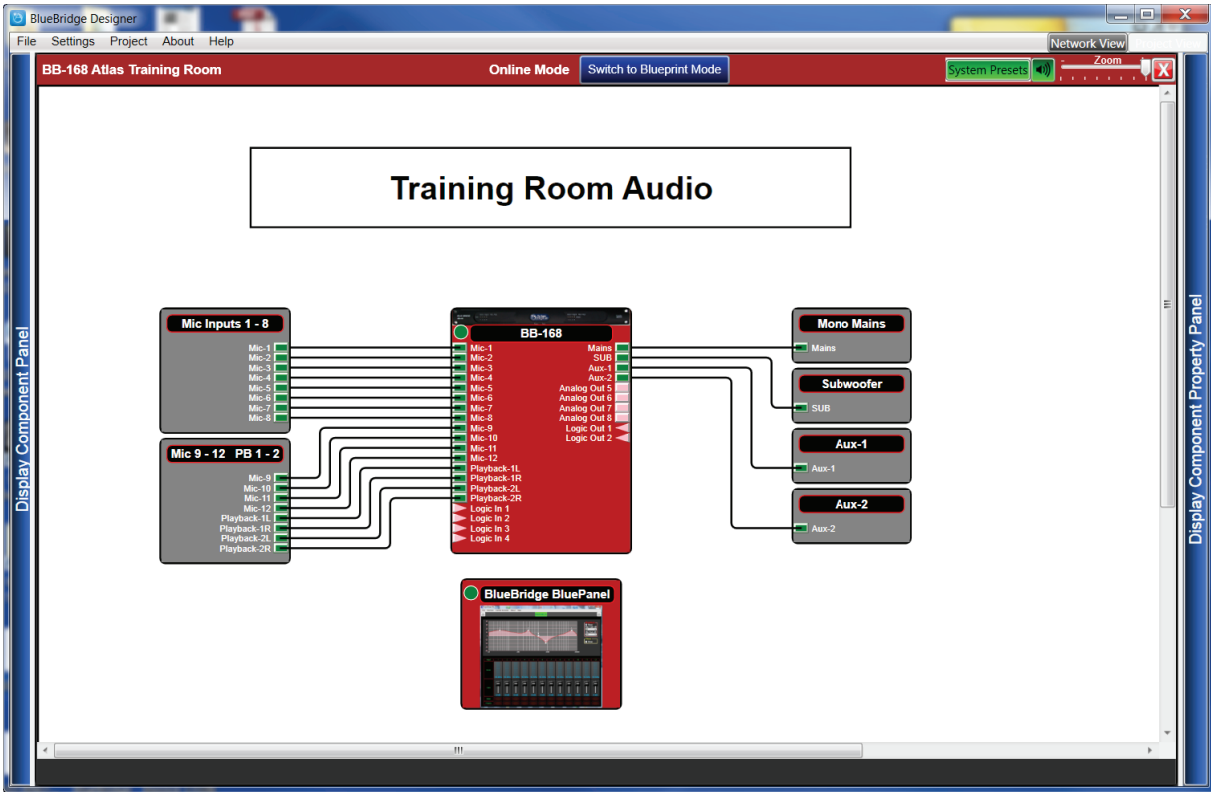 BlueBridge Designer
File Settings Project About Help
Network View
BB-168 Atlas Training Room
Online Mode
Switch to Blueprint Mode
System Presets
- Zoom +
X
Training Room Audio
Display Component Panel
Mic Inputs 1 - 8
Mic-1
Mic-2
Mic-3
Mic-4
Mic-5
Mic-6
Mic-7
Mic-8
Mic 9 - 12 PB 1 - 2
Mic-9
Mic-10
Mic-11
Mic-12
Playback-1L
Playback-1R
Playback-2L
Playback-2R
BB-168
Mic-1 Mains
Mic-2 SUB
Mic-3 Aux-1
Mic-4 Aux-2
Mic-5 Analog Out 5
Mic-6 Analog Out 6
Mic-7 Analog Out 7
Mic-8 Analog Out 8
Mic-9 Logic Out 1
Mic-10 Logic Out 2
Mic-11
Mic-12
Playback-1L
Playback-1R
Playback-2L
Playback-2R
Logic In 1
Logic In 2
Logic In 3
Logic In 4
Mono Mains
Mains
Subwoofer
SUB
Aux-1
Aux-1
Aux-2
Aux-2
BlueBridge BluePanel
Display Component Property Panel